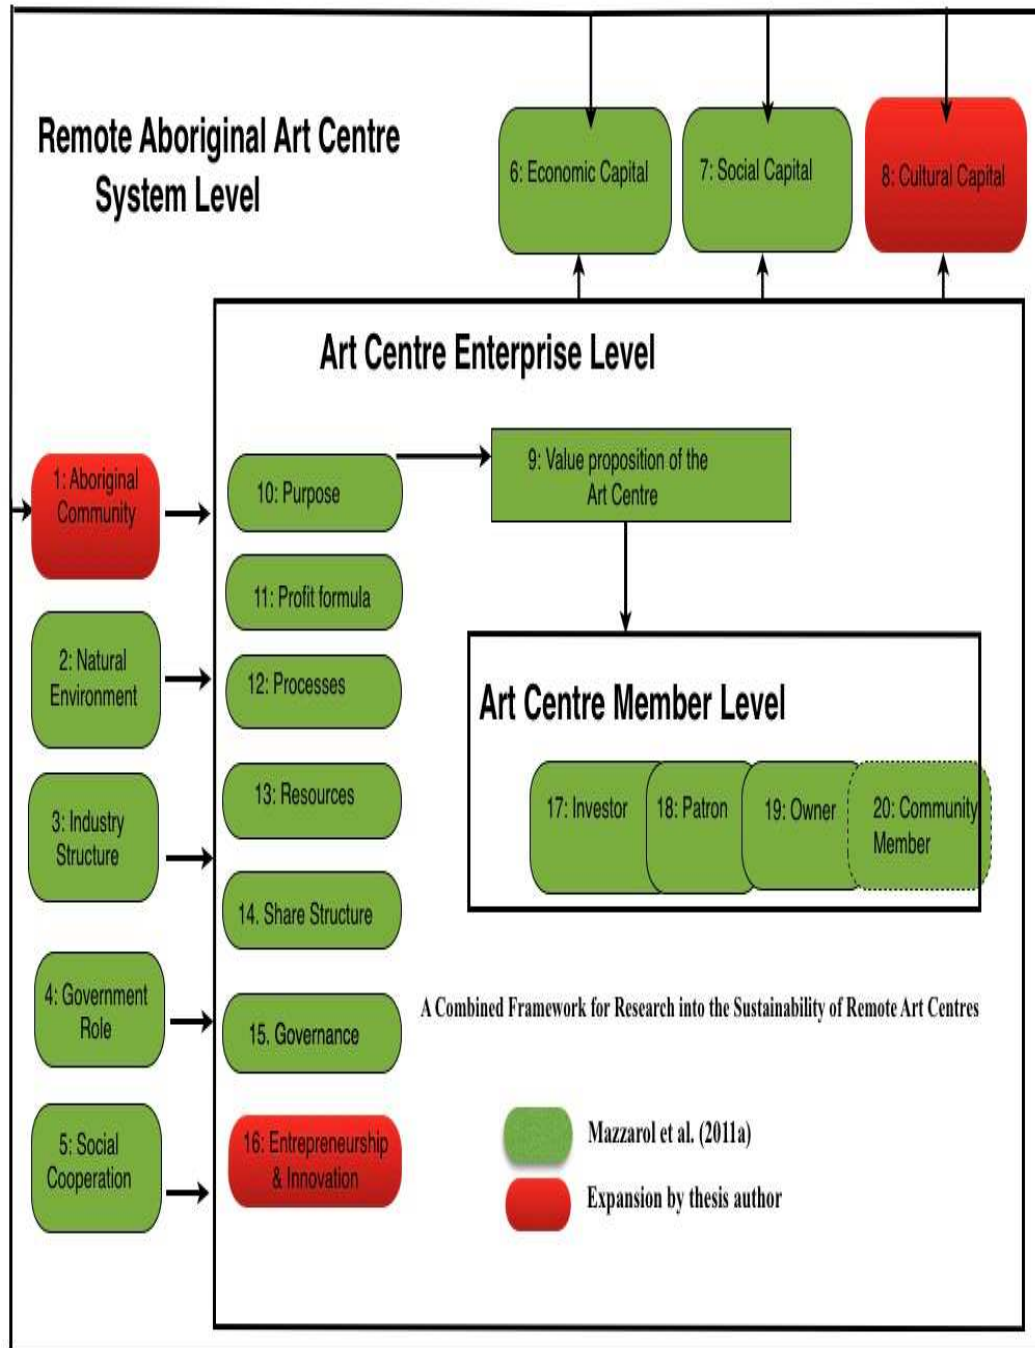 Remote Aboriginal Art Centre
System Level
6: Economic Capital
7: Social Capital
8: Cultural Capital
Art Centre Enterprise Level
1: Aboriginal
Community
2: Natural
Environment
3: Industry
Structure
4: Government
Role
5: Social
Cooperation
10: Purpose
11: Profit formula
12: Processes
13: Resources
14. Share Structure
15. Governance
16: Entrepreneurship
& Innovation
9: Value proposition of the
Art Centre
Art Centre Member Level
17: Investor
18: Patron
19: Owner
20: Community
Member
A Combined Framework for Research into the Sustainability of Remote Art Centres
Mazzarol et al. (2011a)
Expansion by thesis author